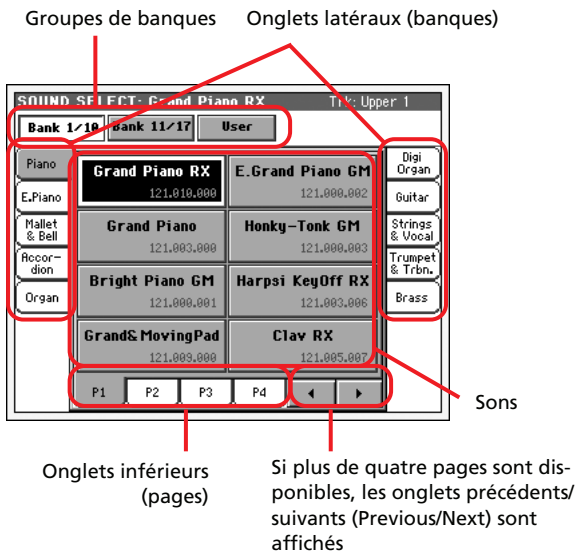 Groupes de banques
Onglets latéraux (banques)
SOUND SELECT: Grand Piano RX
Trk: Upper 1
Bank 1/10
Bank 11/17
User
Piano
E.Piano
Mallet
& Bell
Accor-
dion
Organ
Grand Piano RX
121.010.000
E.Grand Piano GM
121.000.002
Grand Piano
121.003.000
Honky-Tonk GM
121.000.003
Bright Piano GM
121.000.001
Harpsi KeyOff RX
121.003.006
Grand&MovingPad
121.009.000
Clav RX
121.005.007
Digi
Organ
Guitar
Strings
& Vocal
Trumpet
& Trbn.
Brass
P1
P2
P3
P4
Sons
Onglets inférieurs
(pages)
Si plus de quatre pages sont dis-
ponibles, les onglets précédents/
suivants (Previous/Next) sont
affichés